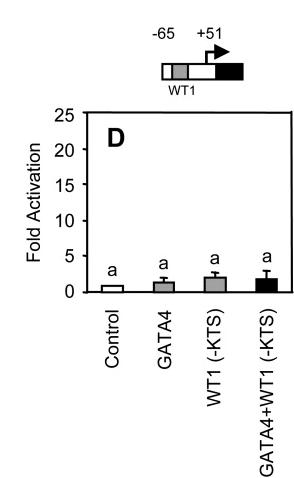 -65 +51
WT1
D
25
20
15
10
5
0
Fold Activation
a a a a
Control
GATA4
WT1 (-KTS)
GATA4+WT1 (-KTS)